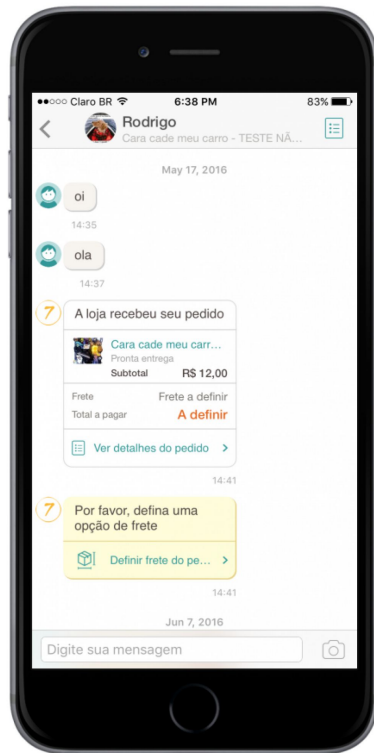 Claro BR 6:38 PM 83%
Rodrigo
Cara cade meu carro - TESTE NÃ...
May 17, 2016
oi
14:35
ola
14:37
7 A loja recebeu seu pedido
Cara cade meu carr...
Pronta entrega
Subtotal R$ 12,00
Frete Frete a definir
Total a pagar A definir
Ver detalhes do pedido >
14:41
7 Por favor, defina uma
opção de frete
Definir frete do pe... >
14:41
Jun 7, 2016
Digite sua mensagem